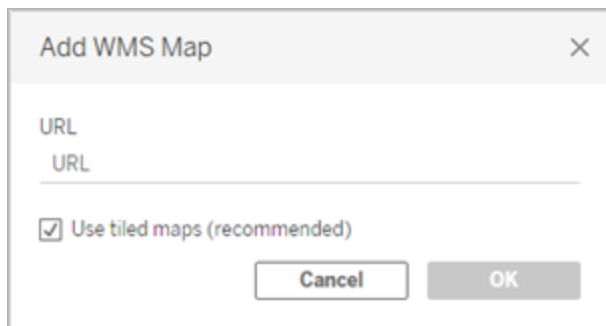 Add WMS Map
URL
URL
Use tiled maps (recommended)
Cancel OK